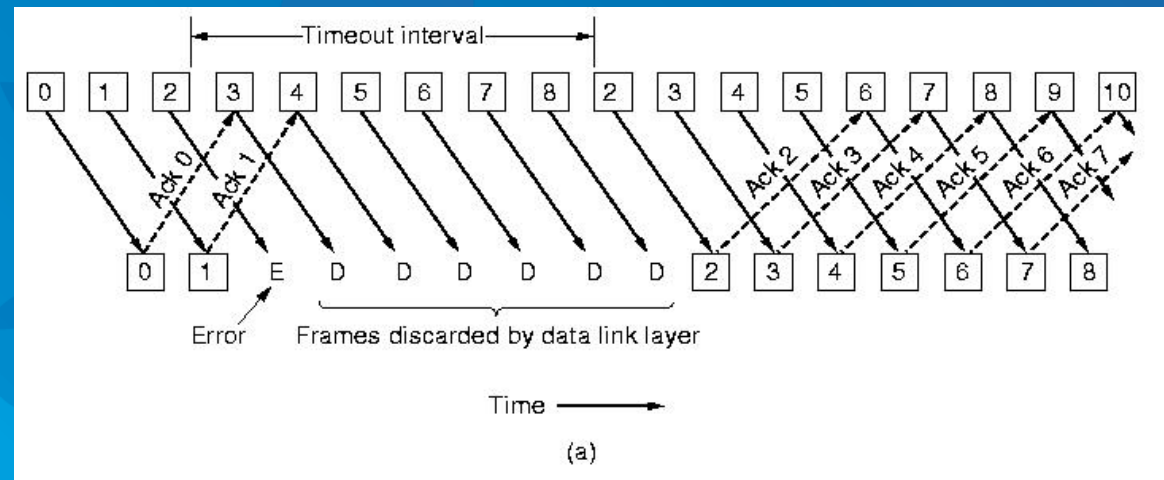 Timeout interval
0 1 2 3 4 5 6 7 8 2 3 4 5 6 7 8 9 10
Ack 0 Ack 1 Ack 2 Ack 3 Ack 4 Ack 5 Ack 6 Ack 7
0 1 E D D D D D D 2 3 4 5 6 7 8
Error Frames discarded by data link layer
Time
(a)